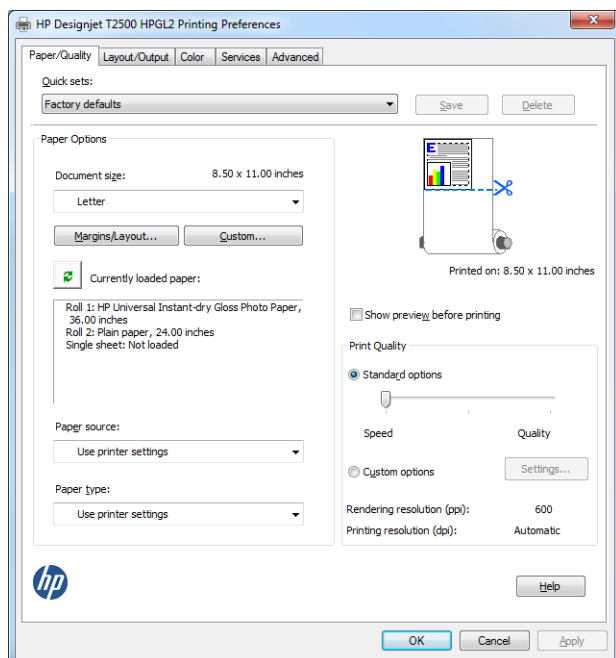 HP Designjet T2500 HPGL2 Printing Preferences
Paper/Quality Layout/Output Color Services Advanced
Quick sets:
Factory defaults
Save Delete
Paper Options
Document size: 8.50 x 11.00 inches
Letter
Margins/Layout... Custom...
Currently loaded paper:
Roll 1: HP Universal Instant-dry Gloss Photo Paper,
36.00 inches
Roll 2: Plain paper, 24.00 inches
Single sheet: Not loaded
Paper source:
Use printer settings
Paper type:
Use printer settings
E
Printed on: 8.50 x 11.00 inches
Show preview before printing
Print Quality
Standard options
Speed Quality
Custom options Settings...
Rendering resolution (ppi): 600
Printing resolution (dpi): Automatic
hp
Help
OK Cancel Apply